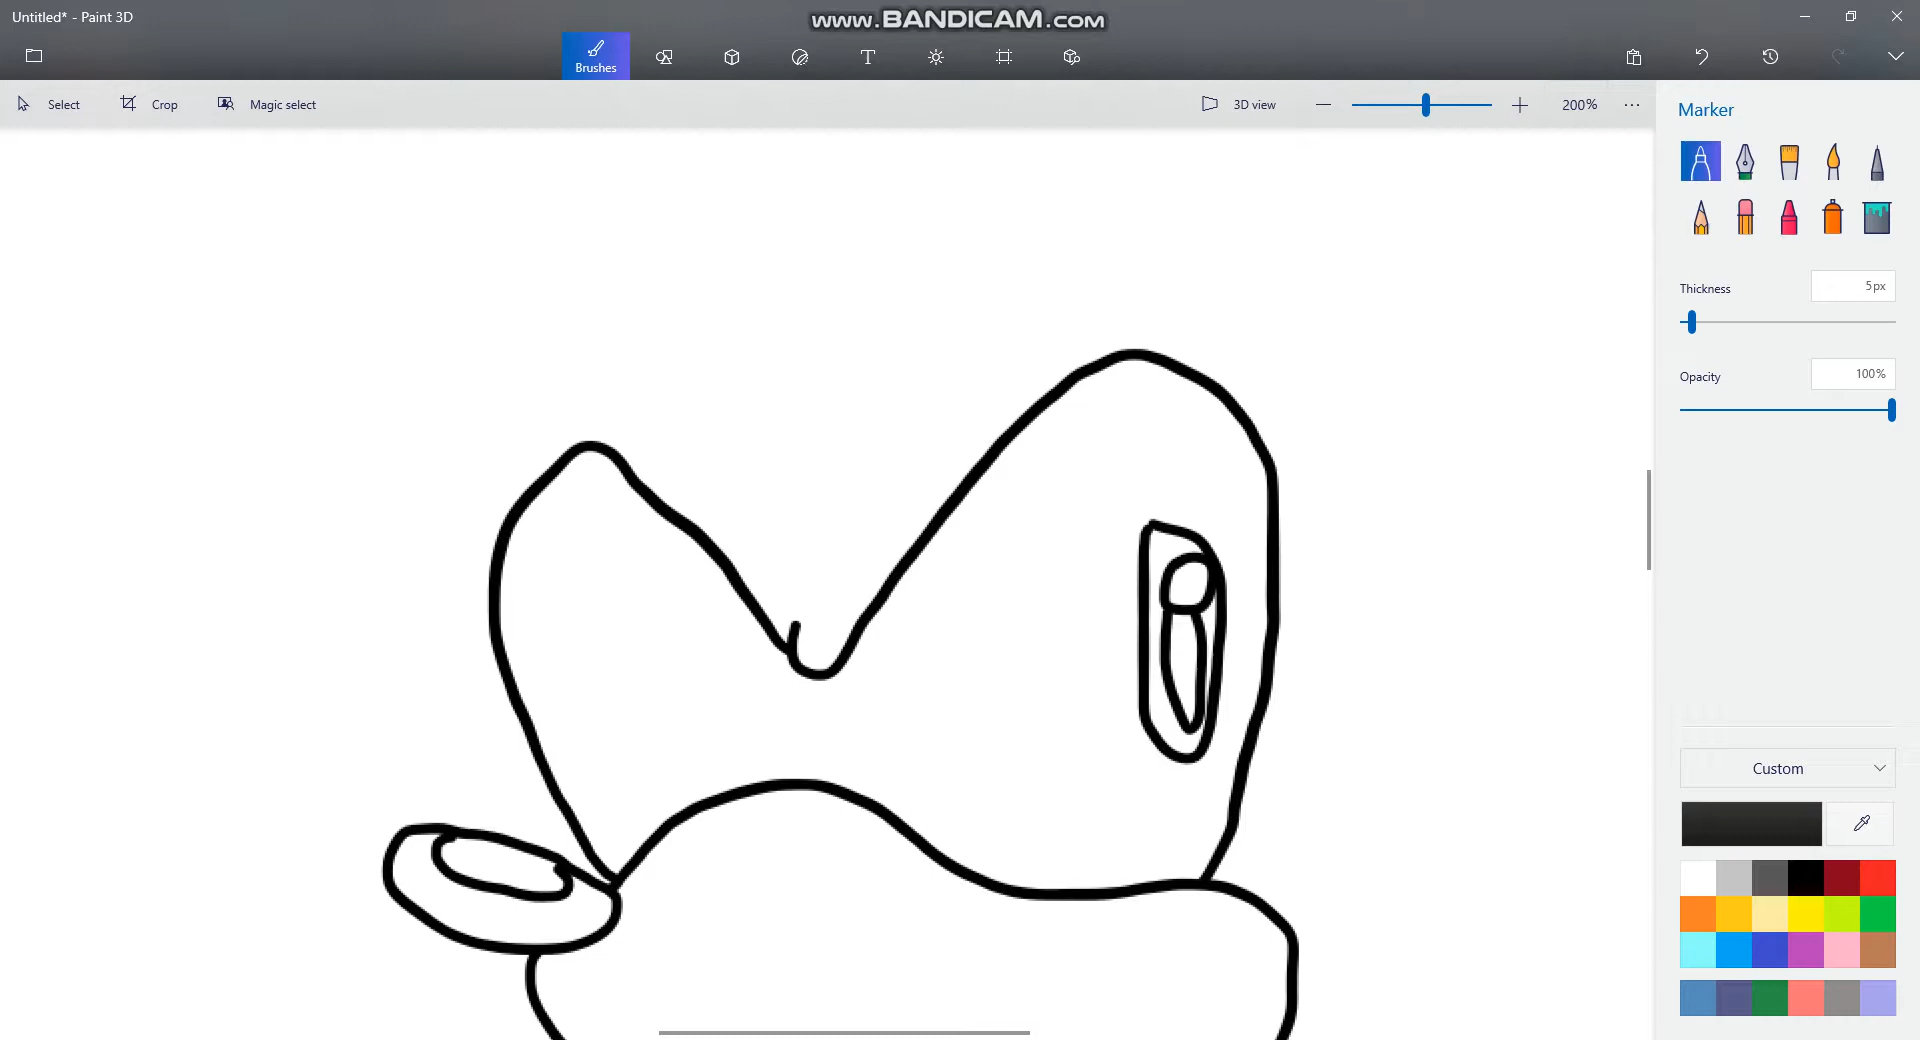 Untitled* - Paint 3D
www.BANDICAM.com
Brushes
Select
Crop
Magic select
3D view
200%
Marker
Thickness
5px
Opacity
100%
Custom